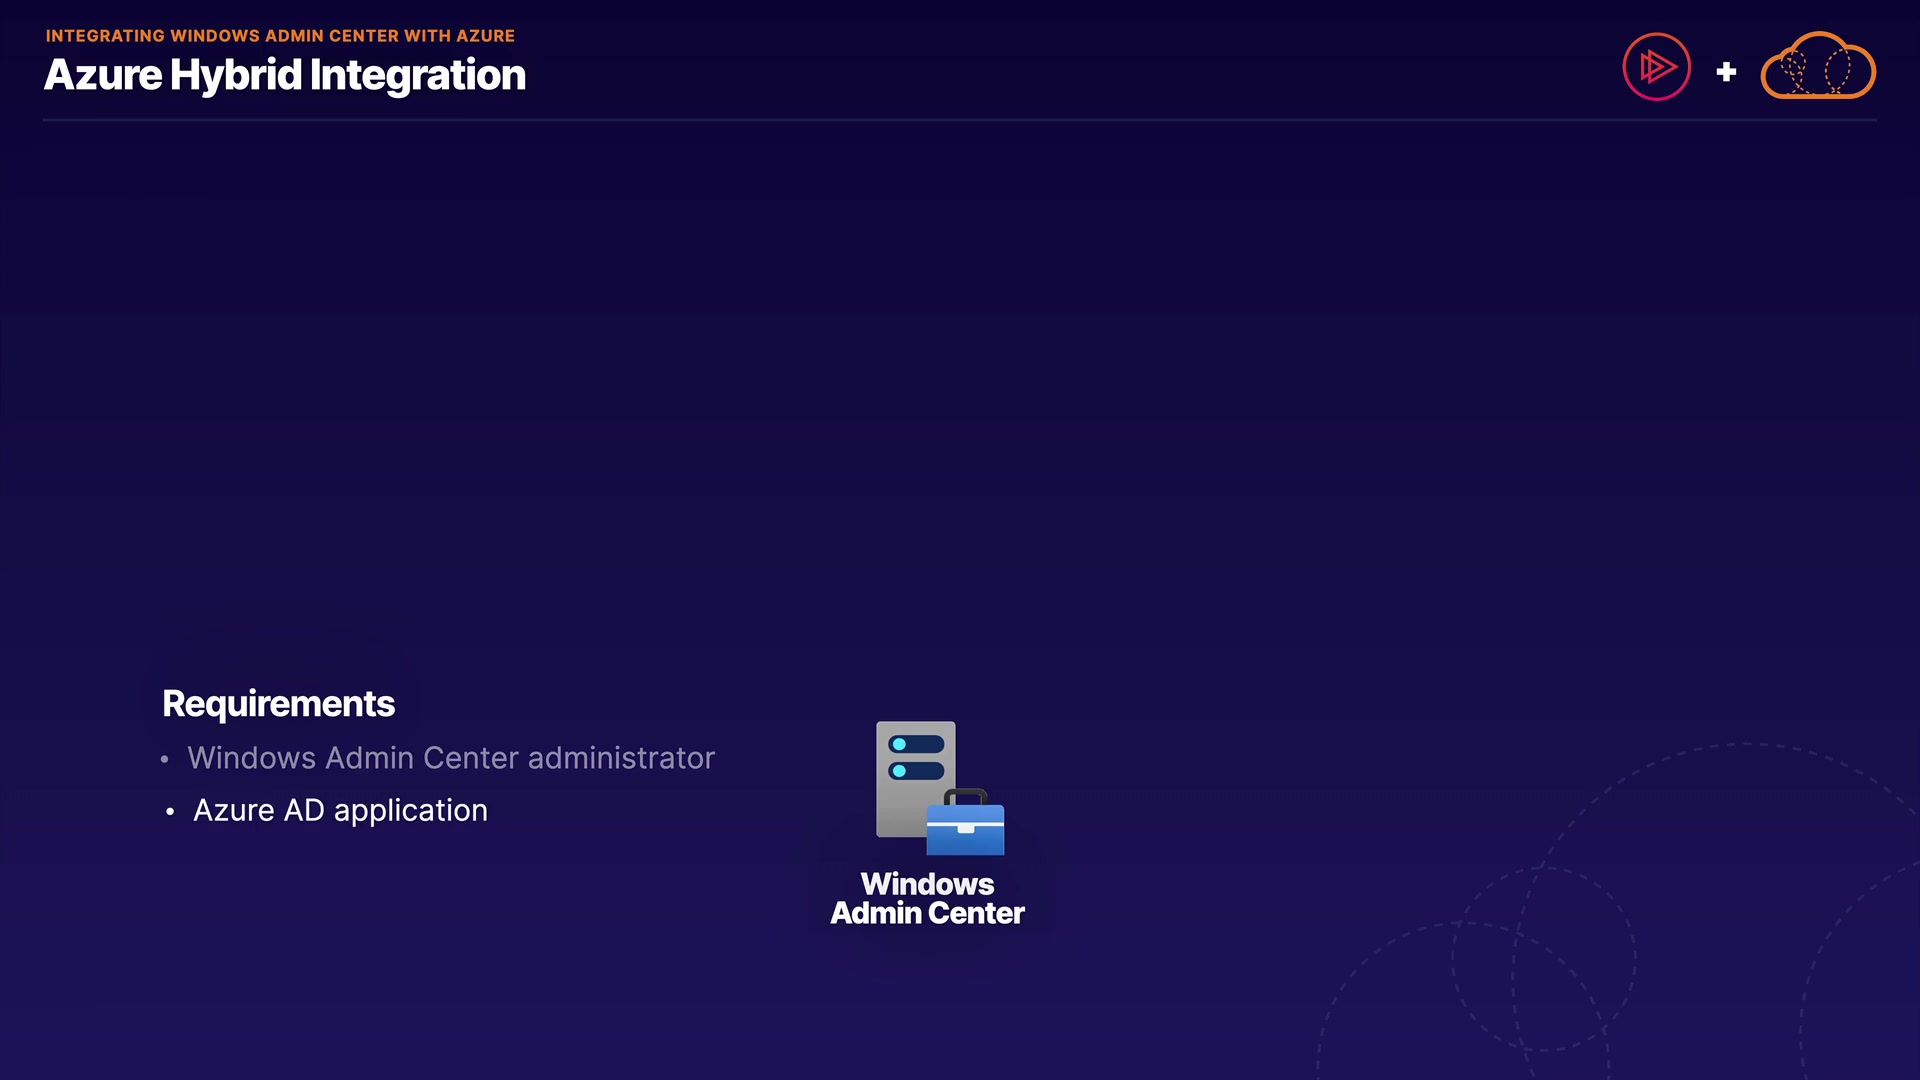 INTEGRATING WINDOWS ADMIN CENTER WITH AZURE
Azure Hybrid Integration
Requirements
• Windows Admin Center administrator
• Azure AD application
Windows
Admin Center